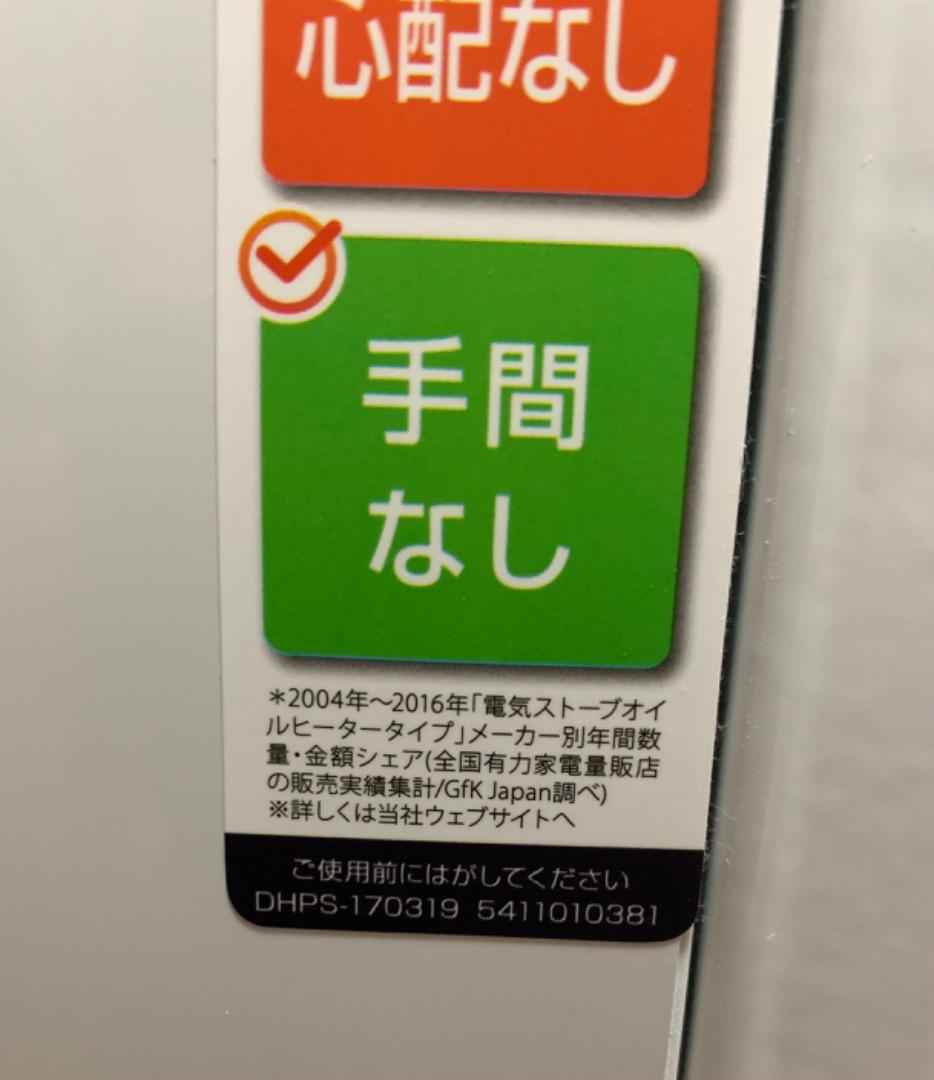 心配なし
手間
なし
*2004年～2016年｢電気ストーブオイ
ルヒータータイプ｣メーカー別年間数
量・金額シェア(全国有力家電量販店
の販売実績集計/GfK Japan調べ)
※詳しくは当社ウェブサイトへ
ご使用前にはがしてください
DHPS-170319 5411010381